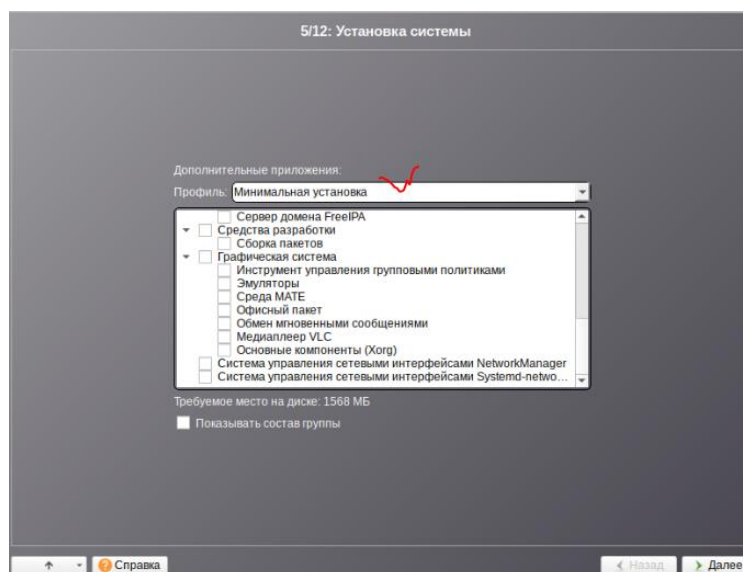 5/12: Установка системы
Дополнительные приложения:
Профиль: Минимальная установка
Сервер домена FreeIPA
Средства разработки
Сборка пакетов
Графическая система
Инструмент управления групповыми политиками
Эмуляторы
Среда MATE
Офисный пакет
Обмен мгновенными сообщениями
Медиаплеер VLC
Основные компоненты (Xorg)
Система управления сетевыми интерфейсами NetworkManager
Система управления сетевыми интерфейсами Systemd-netwo...
Требуемое место на диске: 1568 МБ
Показывать состав группы
Справка
Назад
Далее